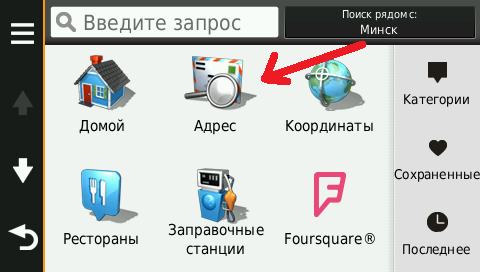 Введите запрос
Поиск рядом с:
Минск
Домой
Адрес
Координаты
Категории
Сохраненные
Рестораны
Заправочные
станции
Foursquare®
Последнее